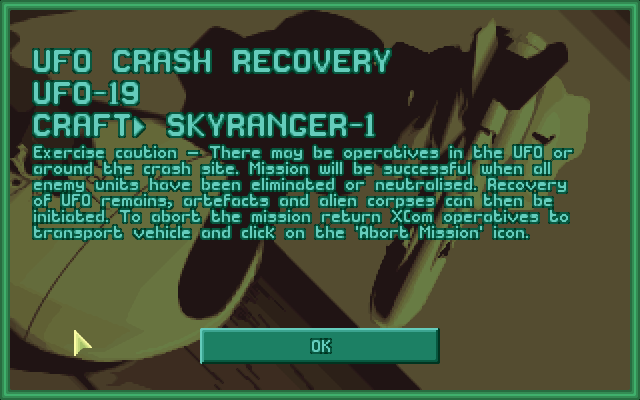 UFO CRASH RECOVERY
UFO-19
CRAFT> SKYRANGER-1
Exercise caution - There may be operatives in the UFO or
around the crash site. Mission will be successful when all
enemy units have been eliminated or neutralised. Recovery
of UFO remains, artefacts and alien corpses can then be
initiated. To abort the mission return XCom operatives to
transport vehicle and click on the 'Abort Mission' icon.
OK